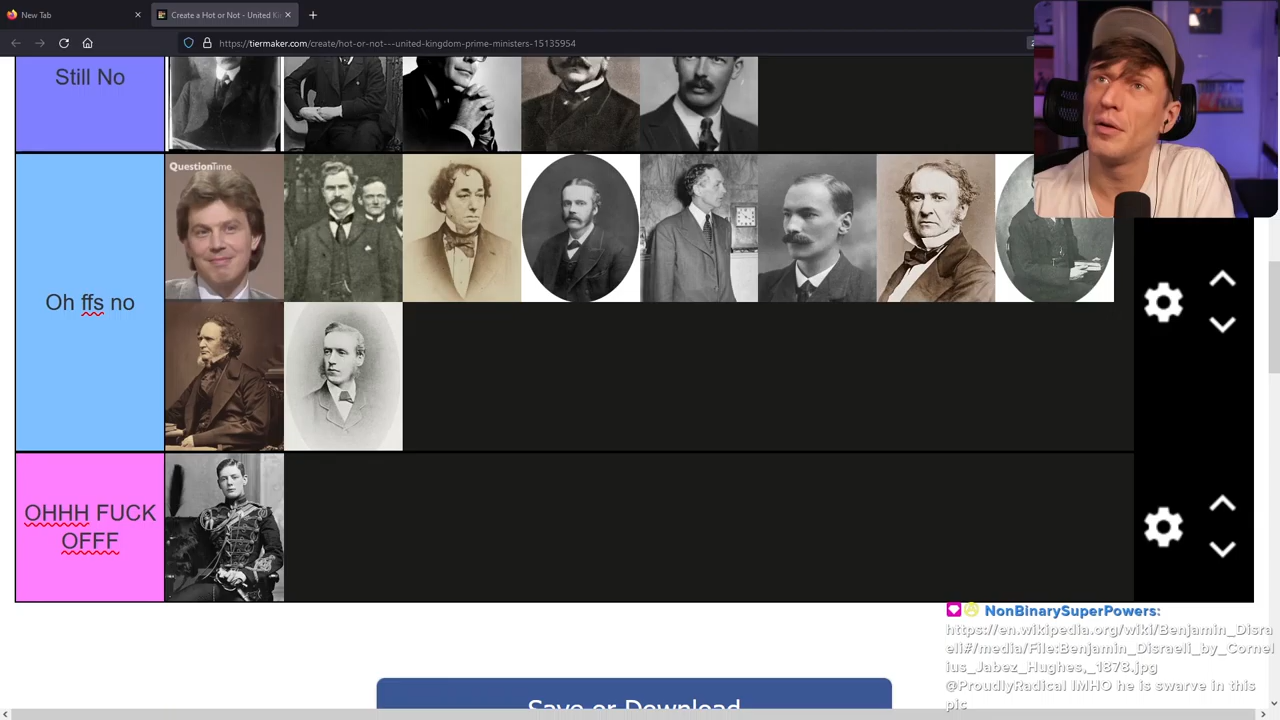 New Tab
Create a Hot or Not - United Ki
https://tiermaker.com/create/hot-or-not---united-kingdom-prime-ministers-15135954
Still No
QuestionTime
Oh ffs no
OHHH FUCK
OFFF
NonBinarySuperPowers:
https://en.wikipedia.org/wiki/Benjamin_Disra
eli#/media/File:Benjamin_Disraeli_by_Cornel
ius_Jabez_Hughes,_1878.jpg
@ProudlyRadical IMHO he is swarve in this
pic
Save or Download